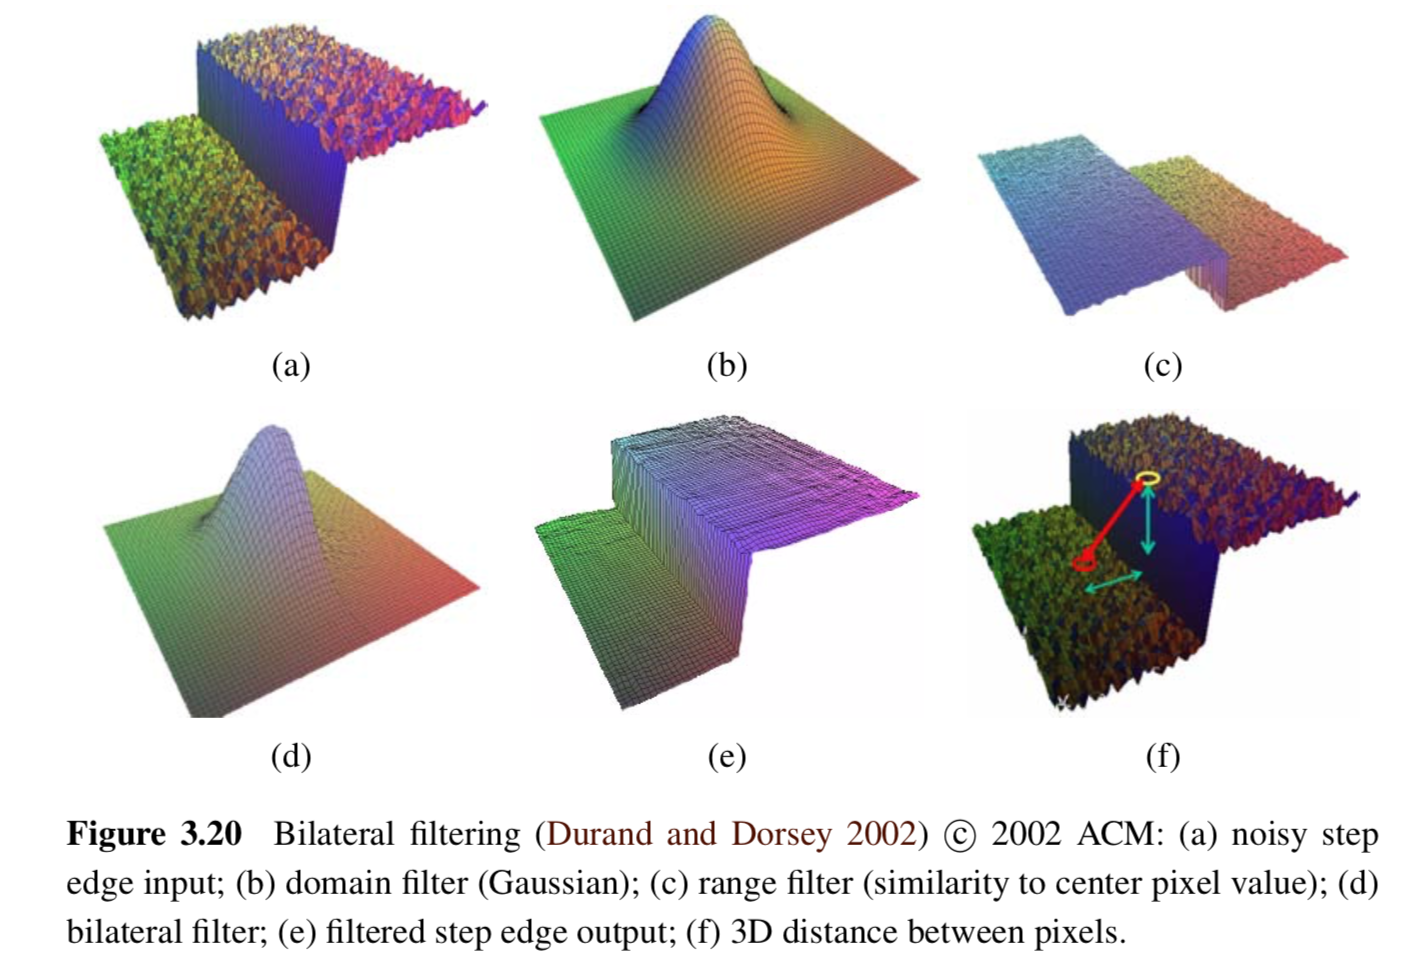 (a) (b) (c)
(d) (e) (f)
Figure 3.20 Bilateral filtering (Durand and Dorsey 2002) © 2002 ACM: (a) noisy step
edge input; (b) domain filter (Gaussian); (c) range filter (similarity to center pixel value); (d)
bilateral filter; (e) filtered step edge output; (f) 3D distance between pixels.